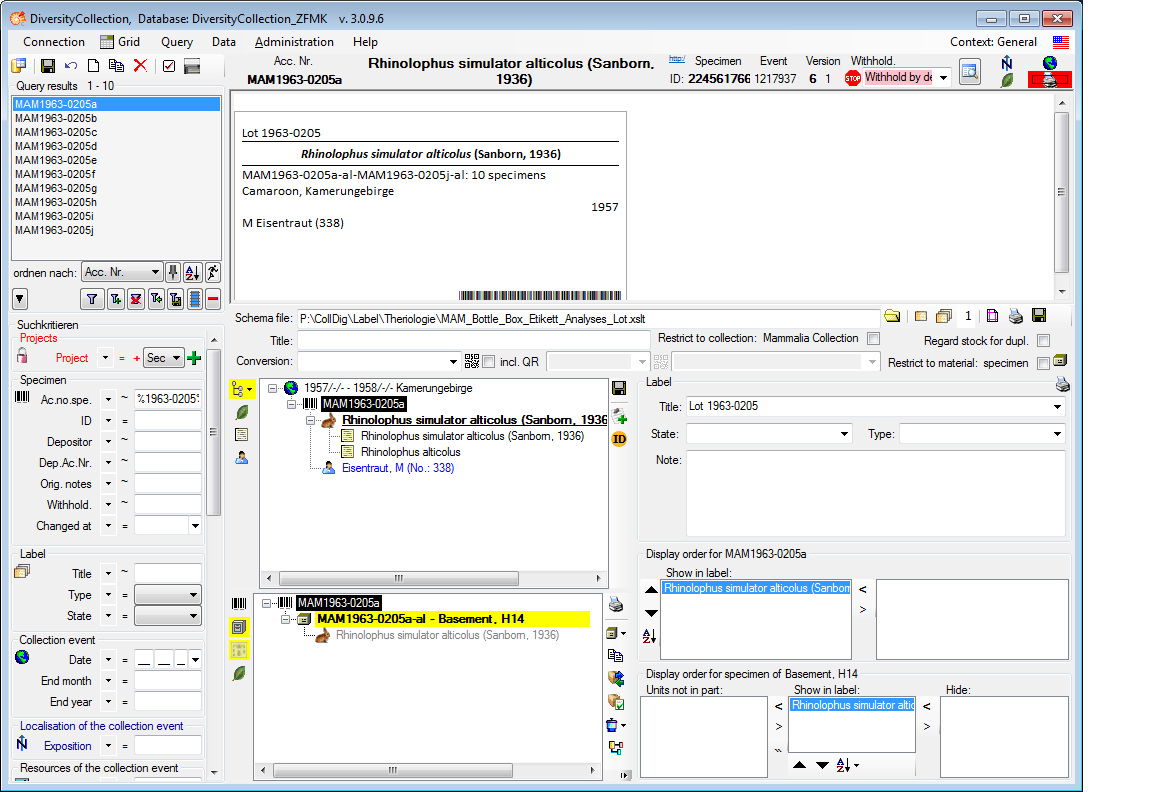 DiversityCollection,  Database: DiversityCollection_ZFMK   v. 3.0.9.6
Connection Grid Query Data Administration Help Context: General
Query results   1 - 10
MAM1963-0205a
MAM1963-0205b
MAM1963-0205c
MAM1963-0205d
MAM1963-0205e
MAM1963-0205f
MAM1963-0205g
MAM1963-0205h
MAM1963-0205i
MAM1963-0205j
ordnen nach: Acc. Nr.
Suchkritieren
Projects
Project = + Sec
Specimen
Ac.no.spe. ~ %1963-0205%
ID =
Depositor ~
Dep.Ac.Nr. ~
Orig. notes ~
Withhold. ~
Changed at =
Label
Title ~
Type =
State =
Collection event
Date = __ __ __
End month =
End year =
Localisation of the collection event
Exposition =
Resources of the collection event
Acc. Nr.
MAM1963-0205a
Rhinolophus simulator alticolus (Sanborn,
1936)
http:// Specimen Event Version Withhold.
ID: 224561766 1217937 6 1 STOP Withhold by de
Lot 1963-0205
Rhinolophus simulator alticolus (Sanborn, 1936)
MAM1963-0205a-al-MAM1963-0205j-al: 10 specimens
Camaroon, Kamerungebirge
1957
M Eisentraut (338)
Schema file: P:\CollDig\Label\Theriologie\MAM_Bottle_Box_Etikett_Analyses_Lot.xslt 1
Title: Restrict to collection: Mammalia Collection Regard stock for dupl.
Conversion: incl. QR Restrict to material: specimen
1957/-/- - 1958/-/- Kamerungebirge
MAM1963-0205a
Rhinolophus simulator alticolus (Sanborn, 1936
Rhinolophus simulator alticolus (Sanborn, 1936)
Rhinolophus simulator alticolus
Eisentraut, M (No.: 338)
ID
MAM1963-0205a
MAM1963-0205a-al - Basement, H14
Rhinolophus simulator alticolus (Sanborn, 1936)
Label
Title: Lot 1963-0205
State: Type:
Note:
Display order for MAM1963-0205a
Show in label:
Rhinolophus simulator alticolus (Sanborn <
>
Display order for specimen of Basement, H14
Units not in part: Show in label: Hide:
< Rhinolophus simulator altic <
> >